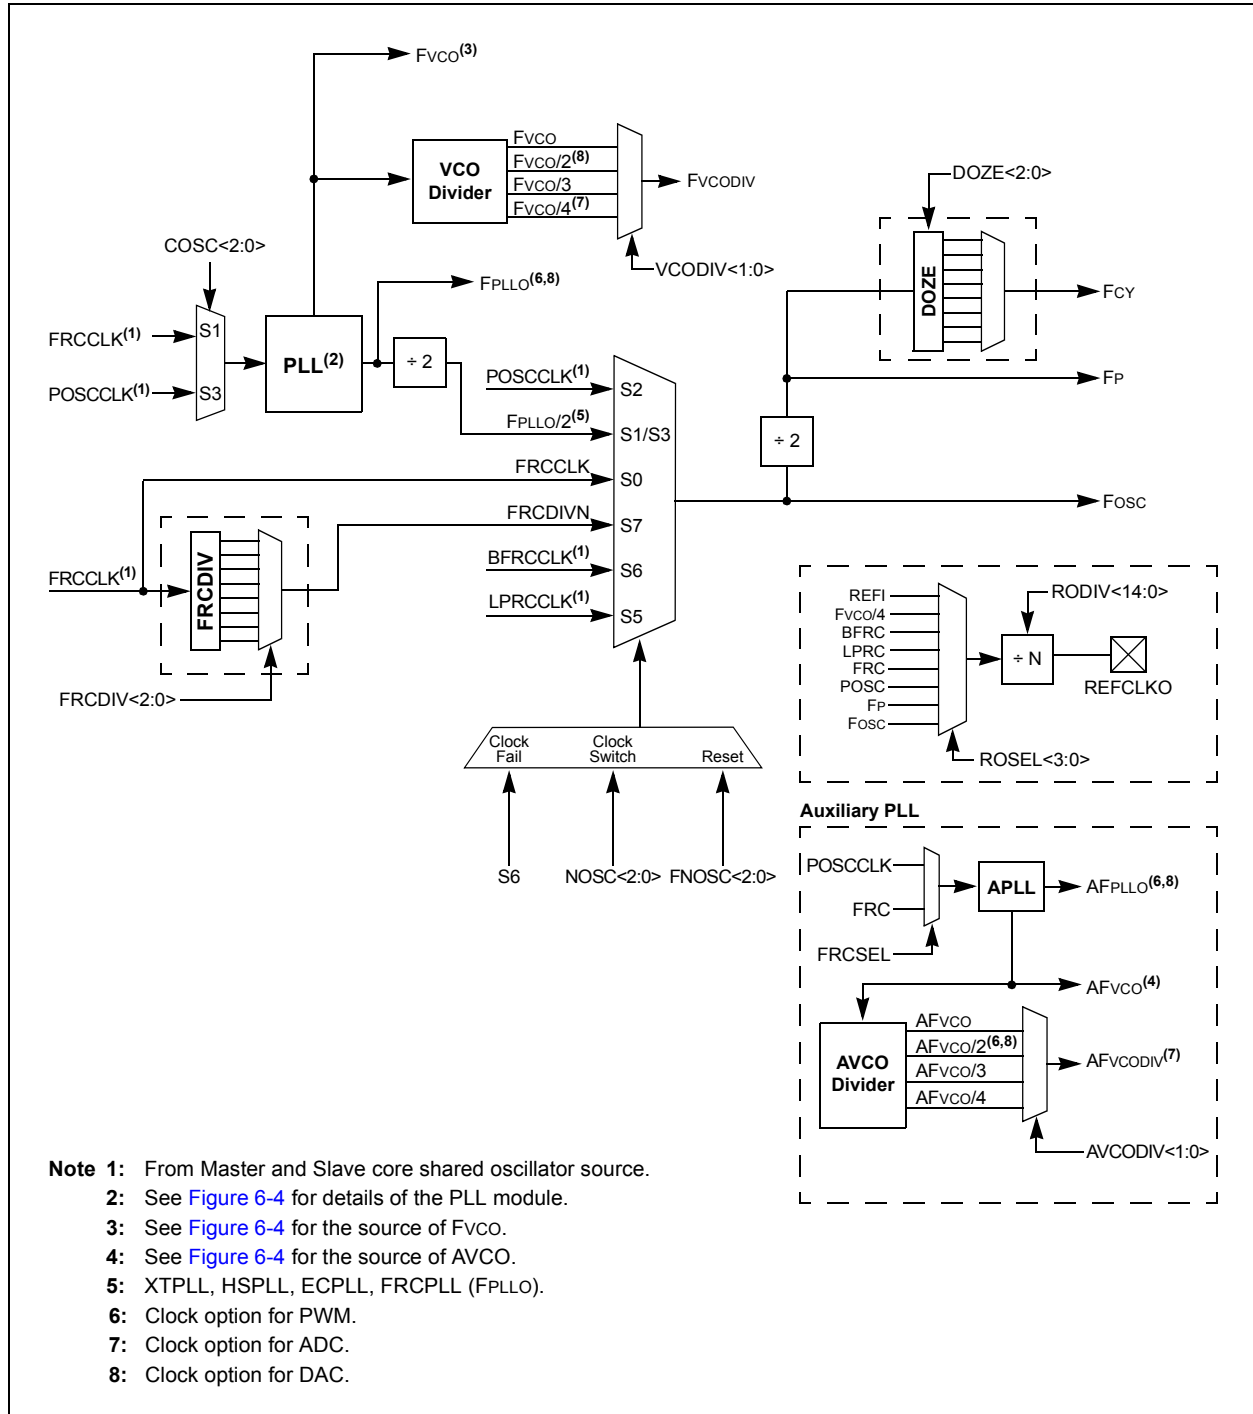 FVCO(3)
VCO
Divider
FVCO
FVCO/2(8)
FVCO/3
FVCO/4(7)
FVCODIV
VCODIV<1:0>
DOZE<2:0>
DOZE
FCY
FP
÷ 2
FOSC
COSC<2:0>
FRCCLK(1)
S1
POSCCLK(1)
S3
PLL(2)
FPLLO(6,8)
÷ 2
POSCCLK(1)
S2
FPLLO/2(5)
S1/S3
FRCCLK
S0
FRCDIVN
S7
BFRCCLK(1)
S6
LPRCCLK(1)
S5
FRCCLK(1)
FRCDIV
FRCDIV<2:0>
Clock
Fail
Clock
Switch
Reset
S6
NOSC<2:0>
FNOSC<2:0>
REFI
FVCO/4
BFRC
LPRC
FRC
POSC
FP
FOSC
RODIV<14:0>
÷ N
REFCLKO
ROSEL<3:0>
Auxiliary PLL
POSCCLK
FRC
FRCSEL
APLL
AFPLLO(6,8)
AFVCO(4)
AVCO
Divider
AFVCO
AFVCO/2(6,8)
AFVCO/3
AFVCO/4
AFVCODIV(7)
AVCODIV<1:0>
Note 1: From Master and Slave core shared oscillator source.
2: See Figure 6-4 for details of the PLL module.
3: See Figure 6-4 for the source of FVCO.
4: See Figure 6-4 for the source of AVCO.
5: XTPLL, HSPLL, ECPLL, FRCPLL (FPLLO).
6: Clock option for PWM.
7: Clock option for ADC.
8: Clock option for DAC.